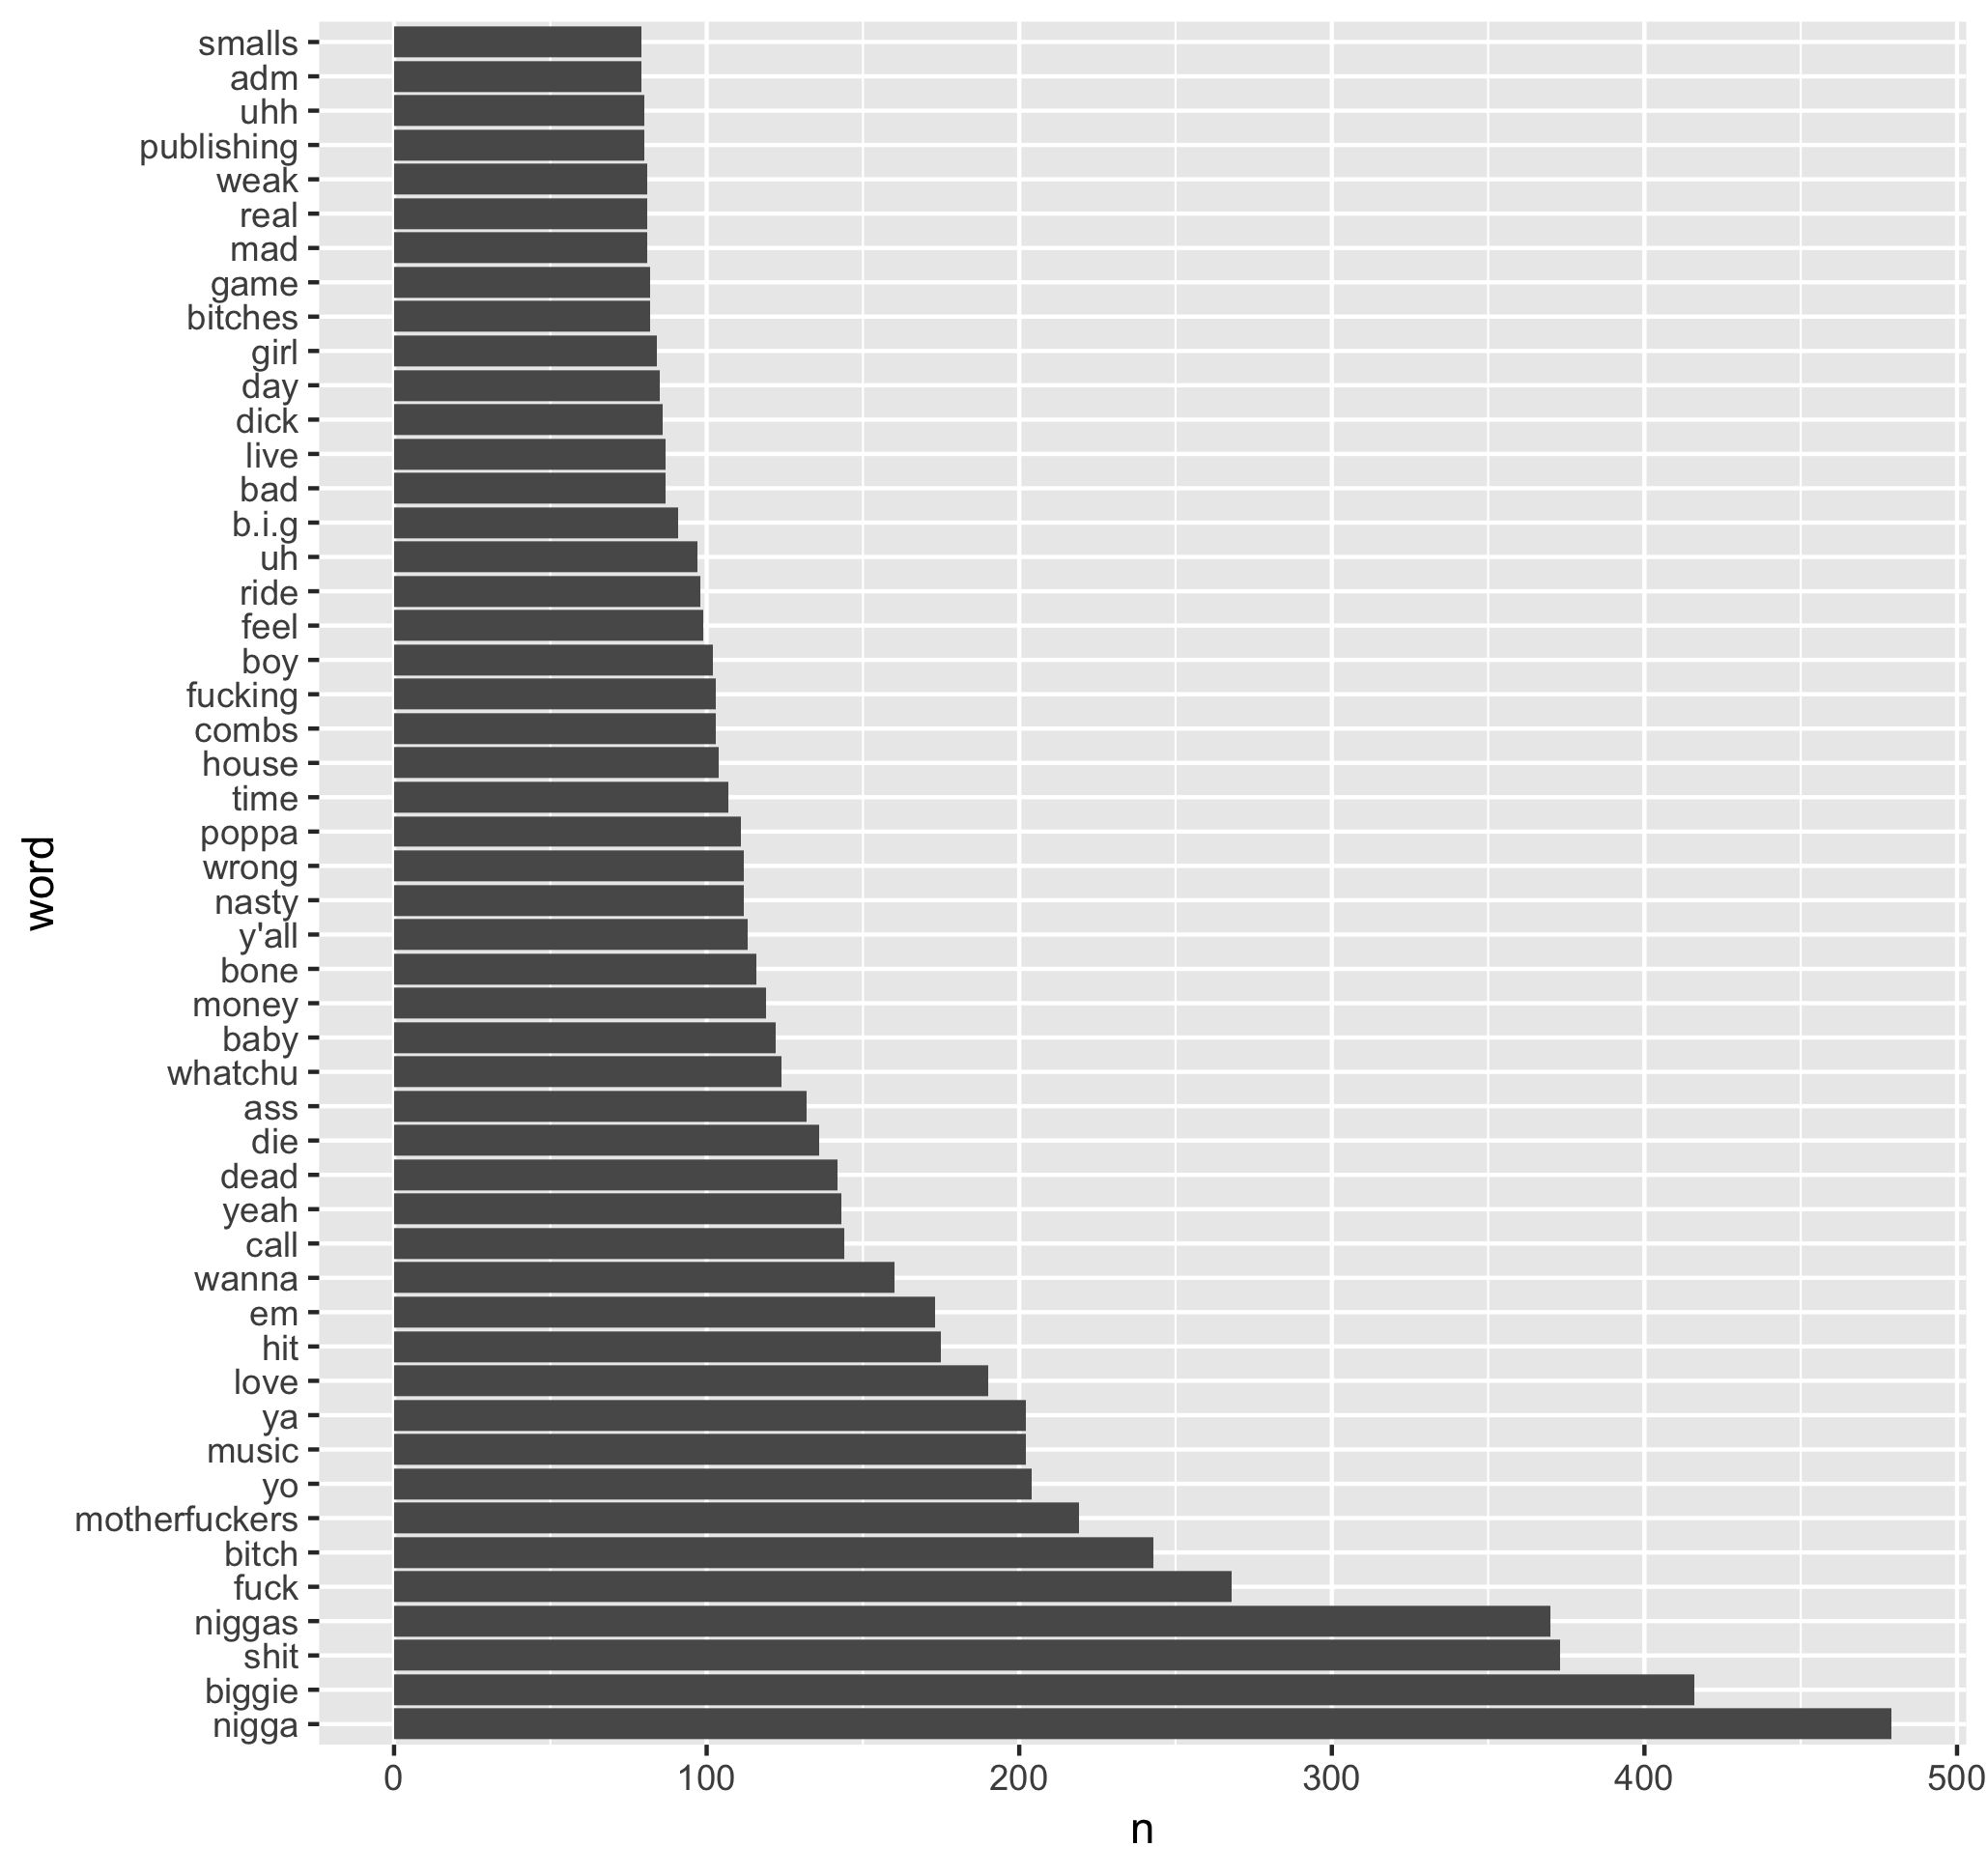 smalls
adm
uhh
publishing
weak
real
mad
game
bitches
girl
day
dick
live
bad
b.i.g
uh
ride
feel
boy
fucking
combs
house
time
poppa
wrong
nasty
y'all
bone
money
baby
whatchu
ass
die
dead
yeah
call
wanna
em
hit
love
ya
music
yo
motherfuckers
bitch
fuck
niggas
shit
biggie
nigga
word
0 100 200 300 400 500
n